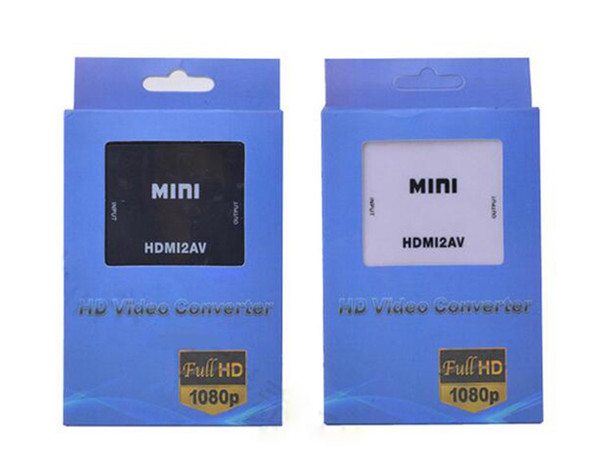 MINI
INPUT
OUTPUT
HDMI2AV
HD Video Converter
Full HD
1080p
MINI
INPUT
OUTPUT
HDMI2AV
HD Video Converter
Full HD
1080p